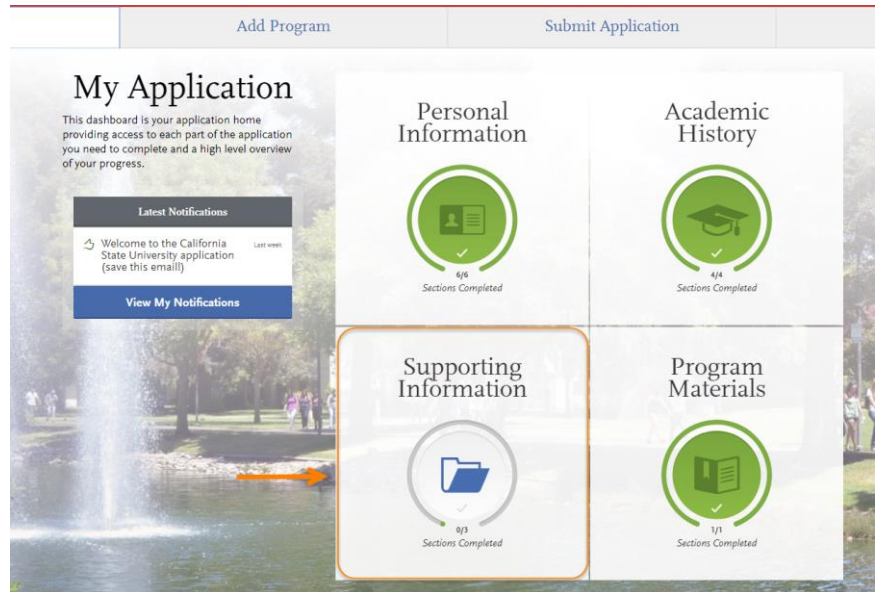 Add Program
Submit Application
My Application
This dashboard is your application home
providing access to each part of the application
you need to complete and a high level overview
of your progress.
Latest Notifications
Welcome to the California
State University application
(save this emaill)
Last week
View My Notifications
Personal
Information
6/6
Sections Completed
Academic
History
4/4
Sections Completed
Supporting
Information
0/3
Sections Completed
Program
Materials
1/1
Sections Completed